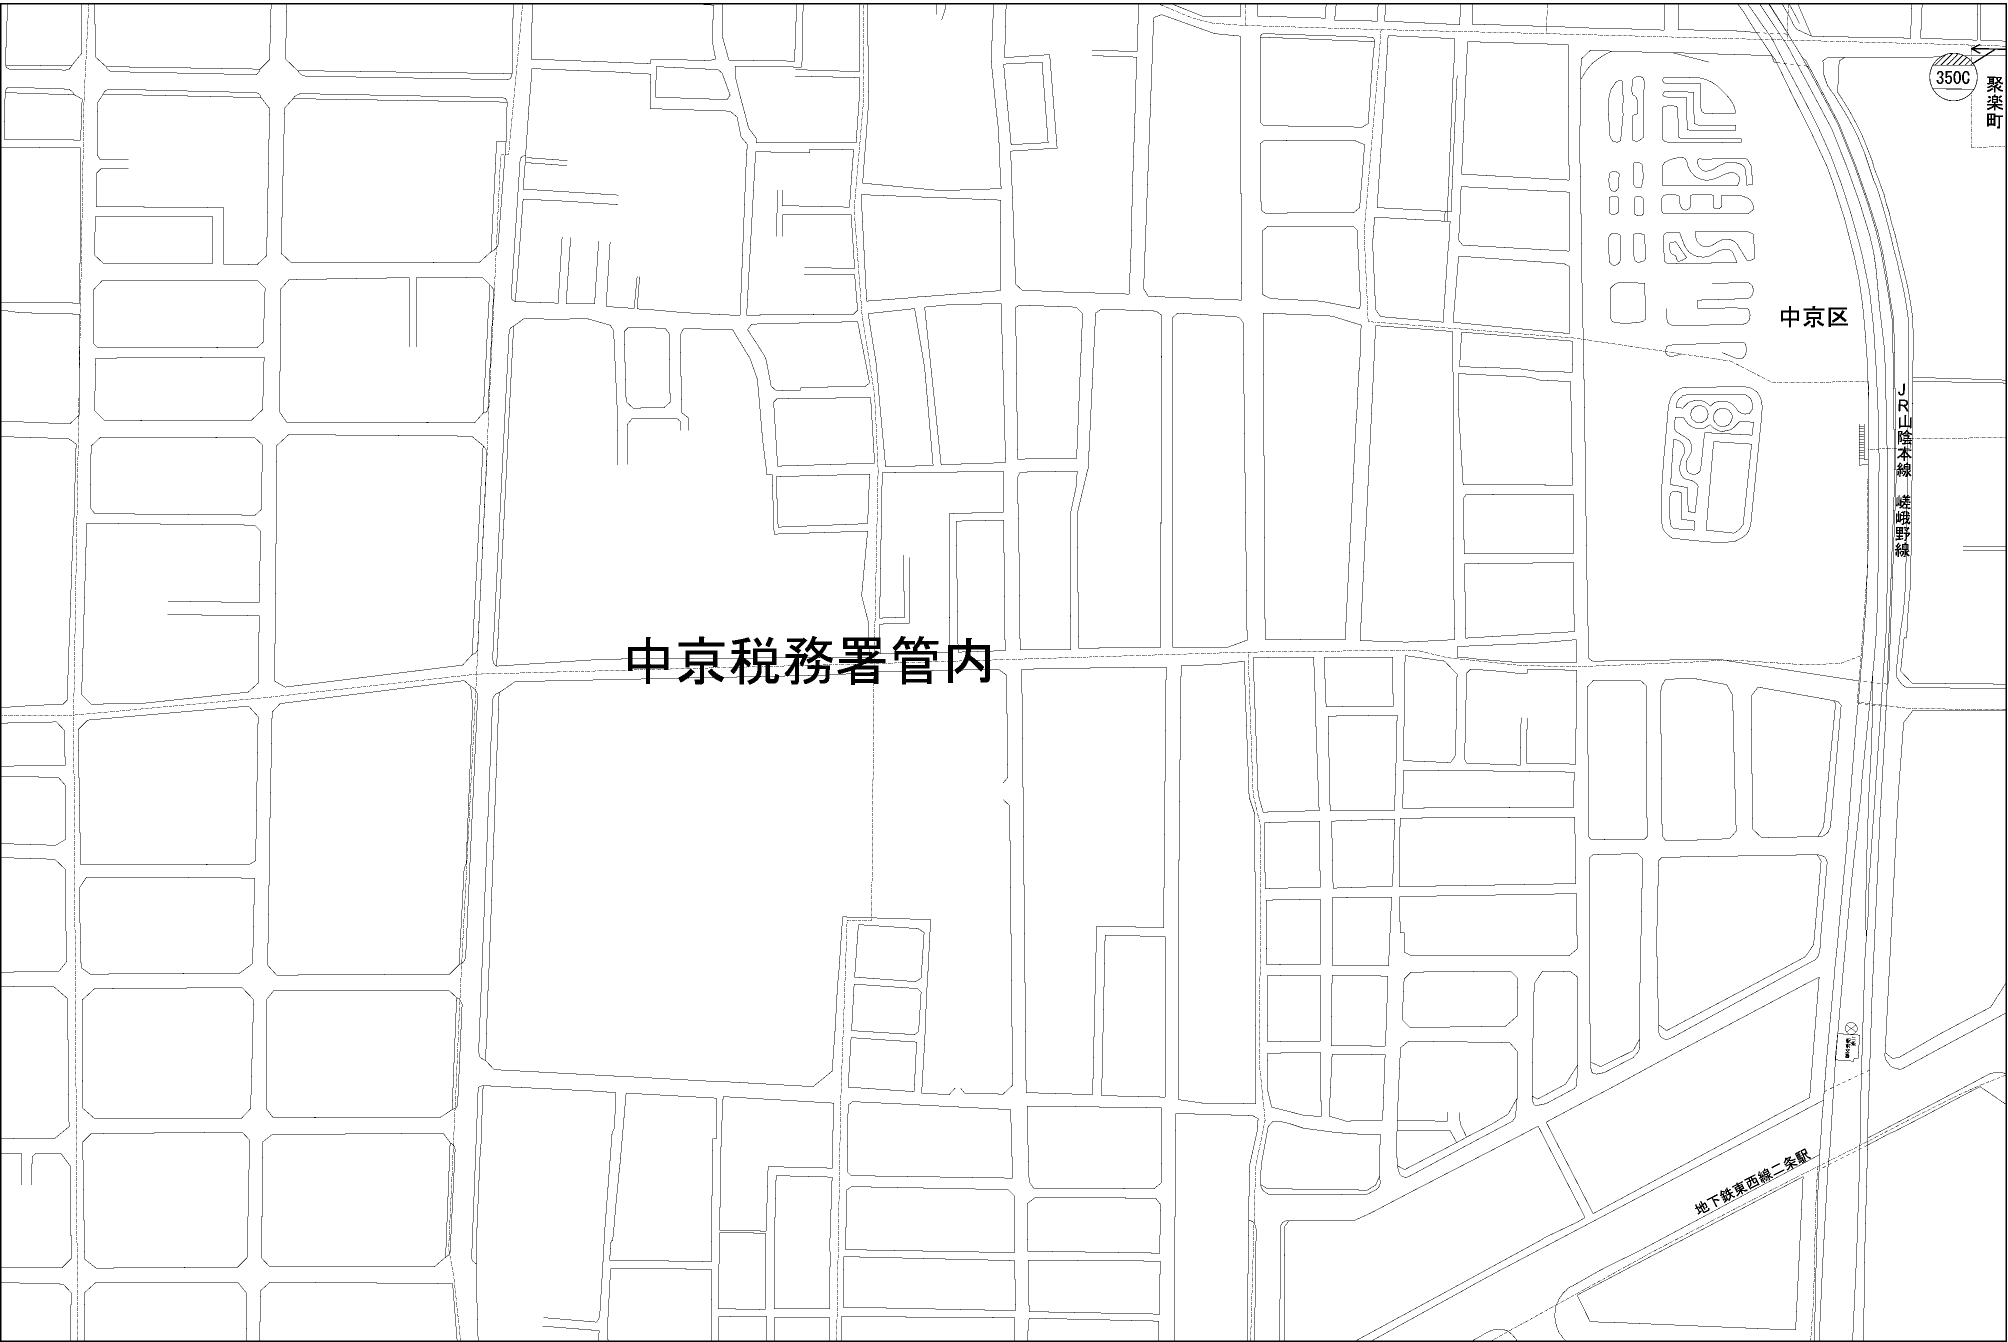 350C
聚楽町
中京区
JR山陰本線 嵯峨野線
中京税務署管内
地下鉄東西線二条駅